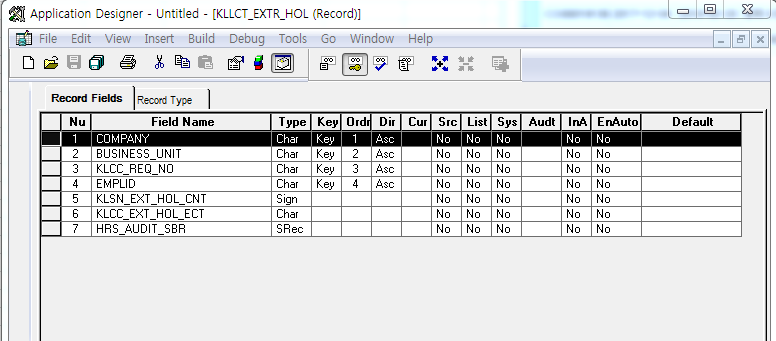 Application Designer - Untitled - [KLLCT_EXTR_HOL (Record)]
File Edit View Insert Build Debug Tools Go Window Help
Record Fields Record Type
Nu Field Name Type Key Ordr Dir Cur Src List Sys Audt InA EnAuto Default
1 COMPANY Char Key 1 Asc No No No No No
2 BUSINESS_UNIT Char Key 2 Asc No No No No No
3 KLCC_REQ_NO Char Key 3 Asc No No No No No
4 EMPLID Char Key 4 Asc No No No No No
5 KLSN_EXT_HOL_CNT Sign No No No No No
6 KLCC_EXT_HOL_ECT Char No No No No No
7 HRS_AUDIT_SBR SRec No No No No No